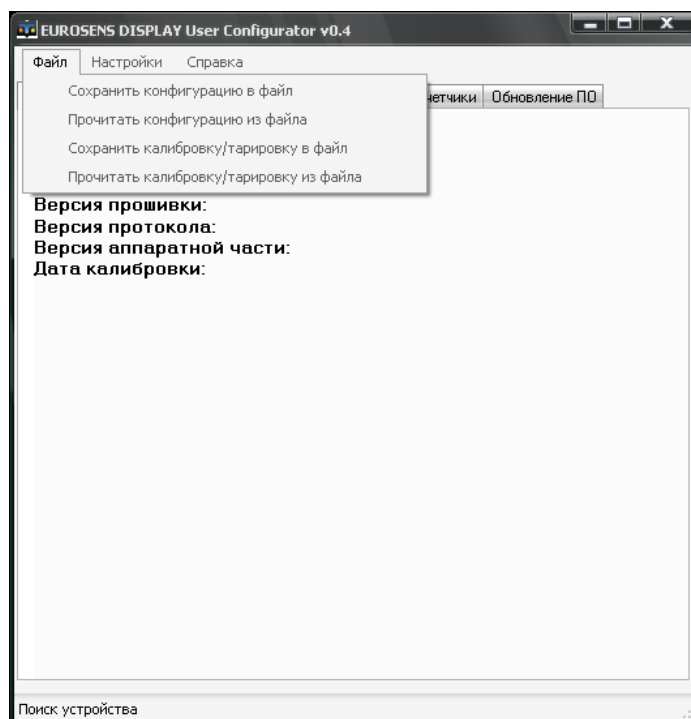 EUROSENS DISPLAY User Configurator v0.4
Файл Настройки Справка
Сохранить конфигурацию в файл
Прочитать конфигурацию из файла
Сохранить калибровку/тарировку в файл
Прочитать калибровку/тарировку из файла
четчики Обновление ПО
Версия прошивки:
Версия протокола:
Версия аппаратной части:
Дата калибровки:
Поиск устройства